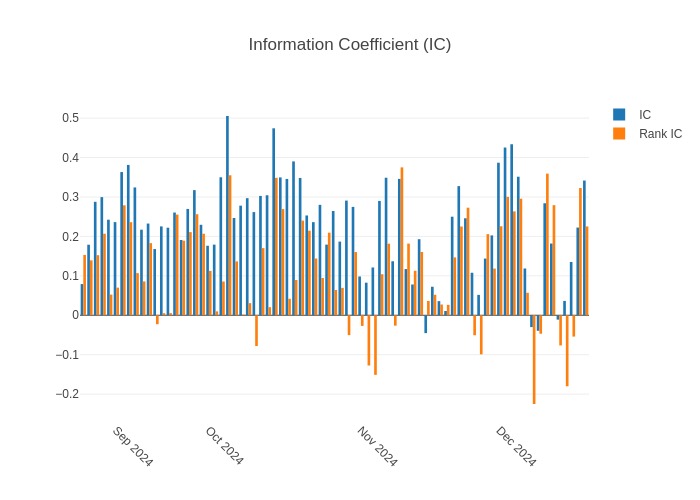 Information Coefficient (IC)
IC
Rank IC
0.5
0.4
0.3
0.2
0.1
0
−0.1
−0.2
Sep 2024
Oct 2024
Nov 2024
Dec 2024